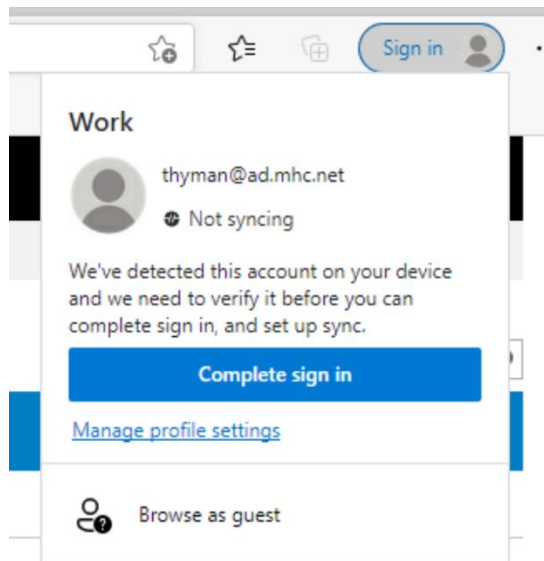 Sign in
Work
thyman@ad.mhc.net
Not syncing
We've detected this account on your device
and we need to verify it before you can
complete sign in, and set up sync.
Complete sign in
Manage profile settings
Browse as guest